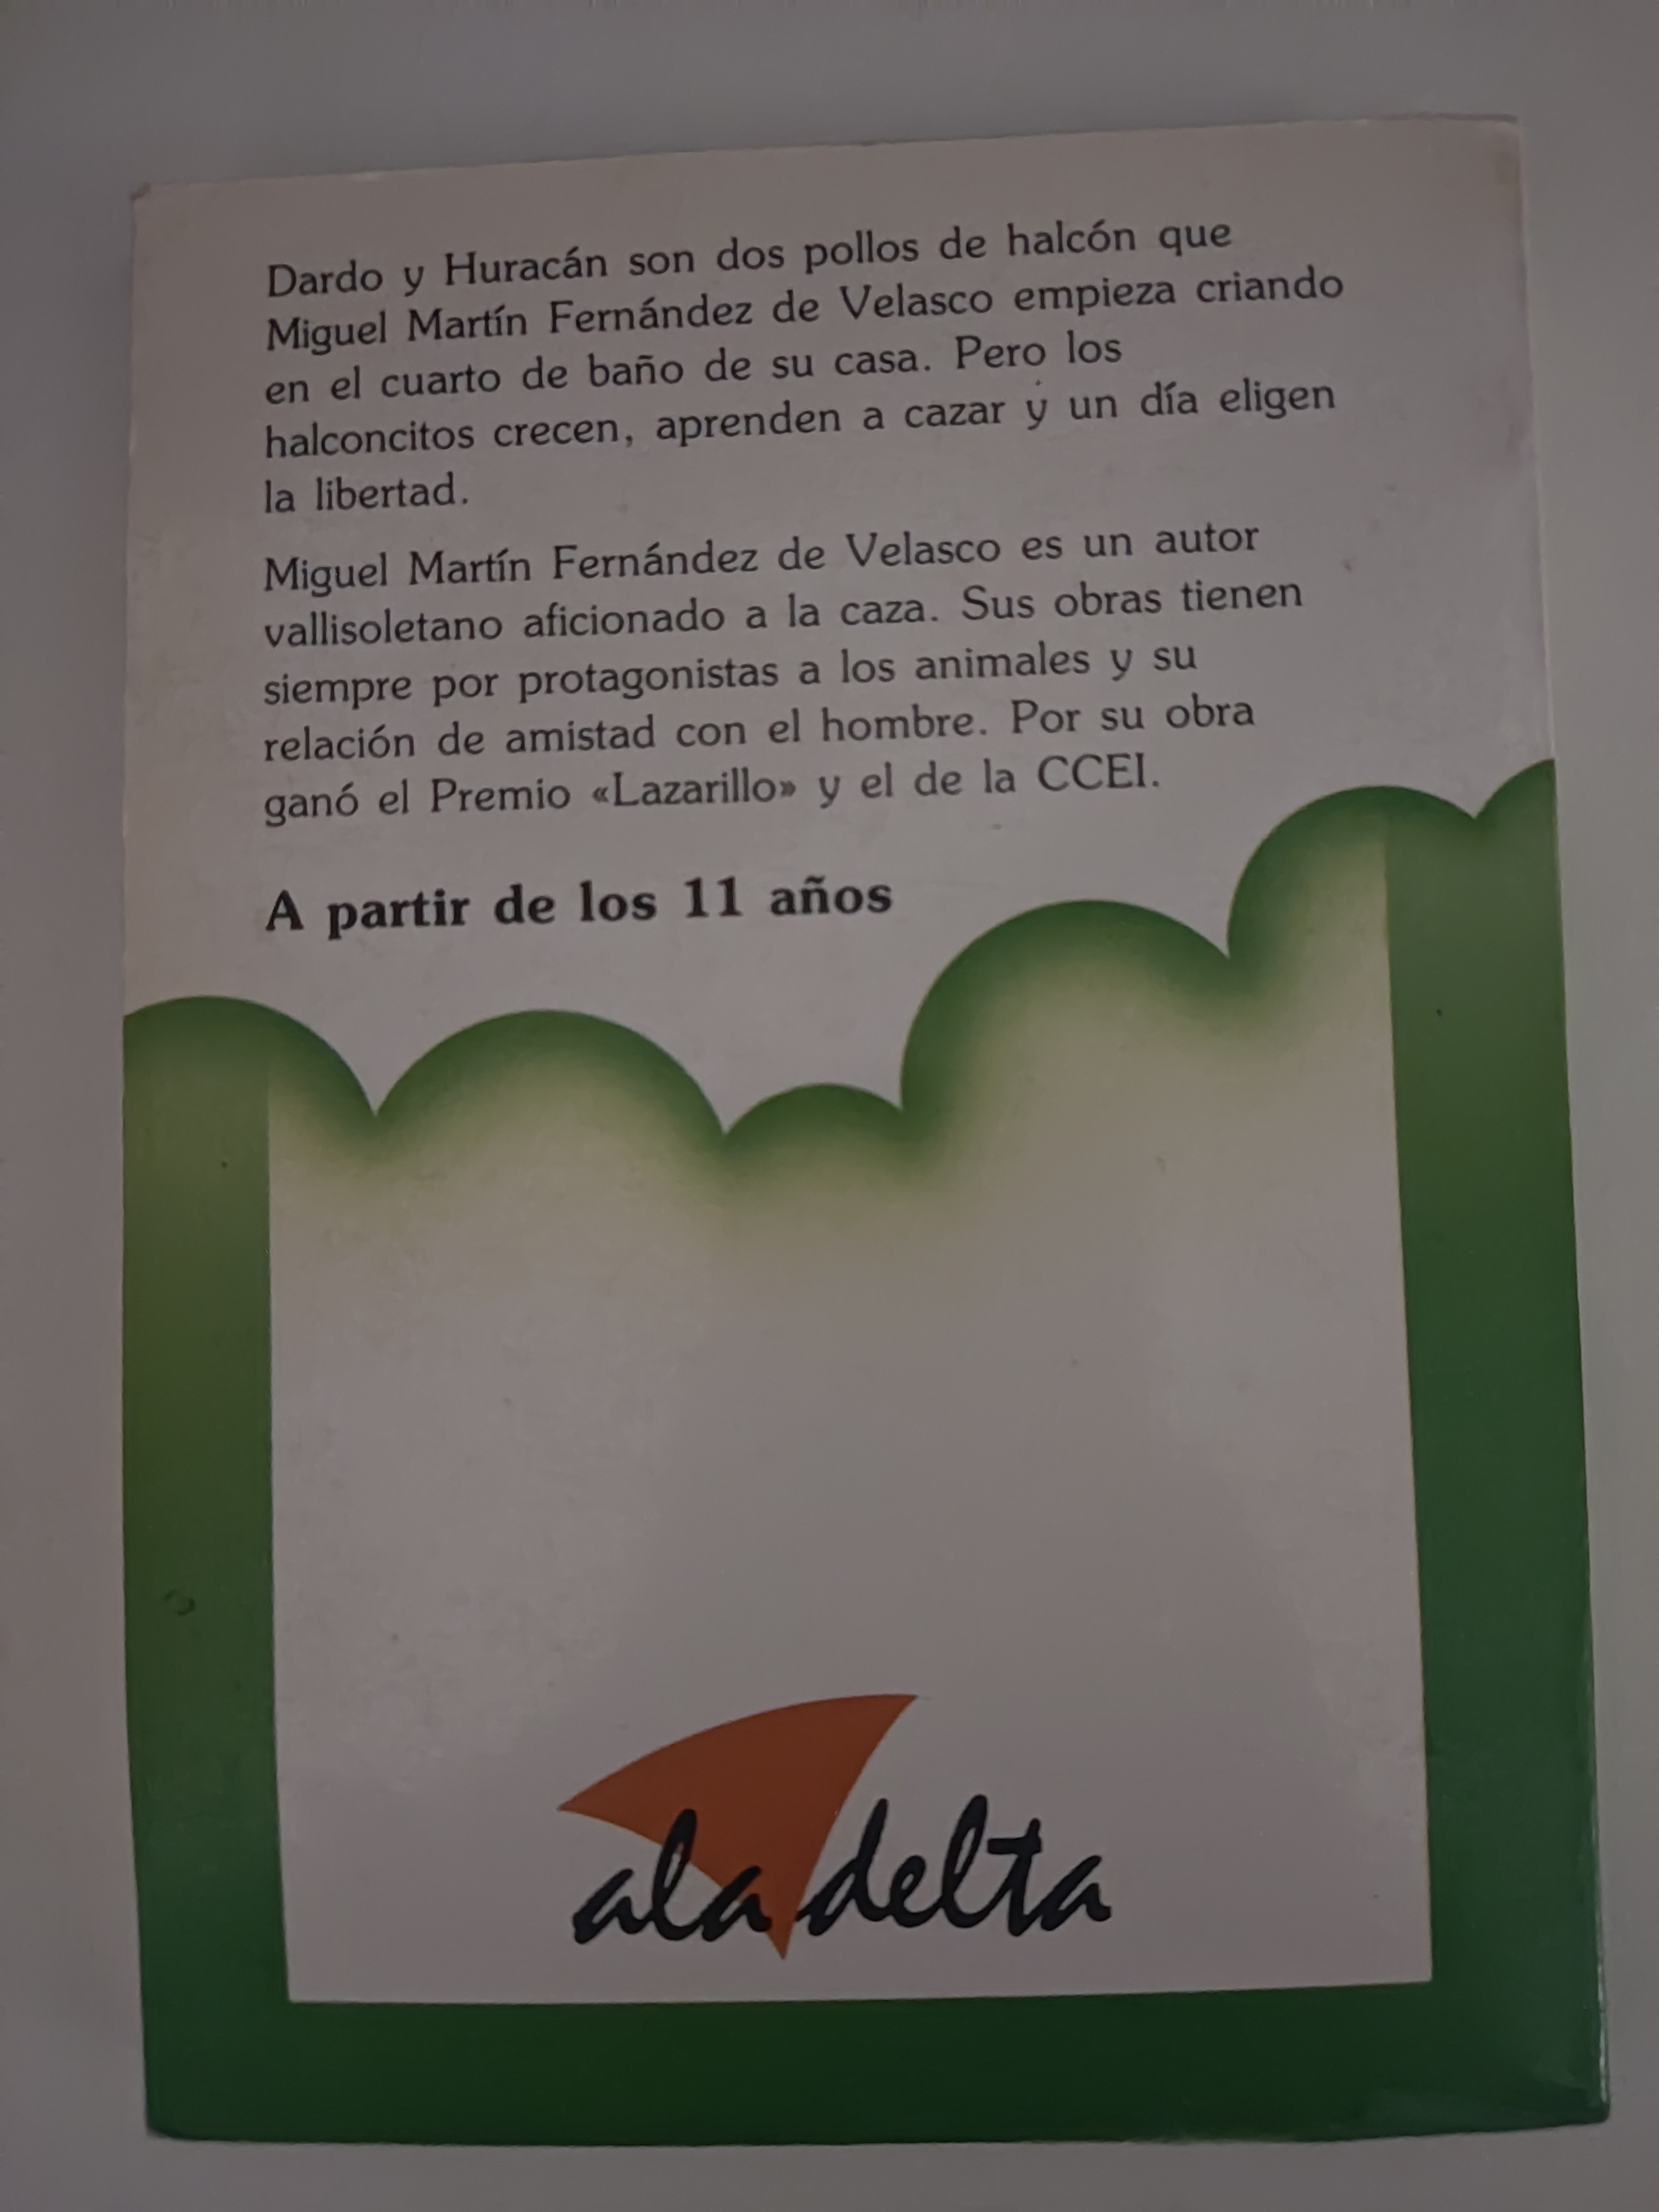 Dardo y Huracán son dos pollos de halcón que
Miguel Martín Fernández de Velasco empieza criando
en el cuarto de baño de su casa. Pero los
halconcitos crecen, aprenden a cazar y un día eligen
la libertad.
Miguel Martín Fernández de Velasco es un autor
vallisoletano aficionado a la caza. Sus obras tienen
siempre por protagonistas a los animales y su
relación de amistad con el hombre. Por su obra
ganó el Premio «Lazarillo» y el de la CCEI.
A partir de los 11 años
ala delta